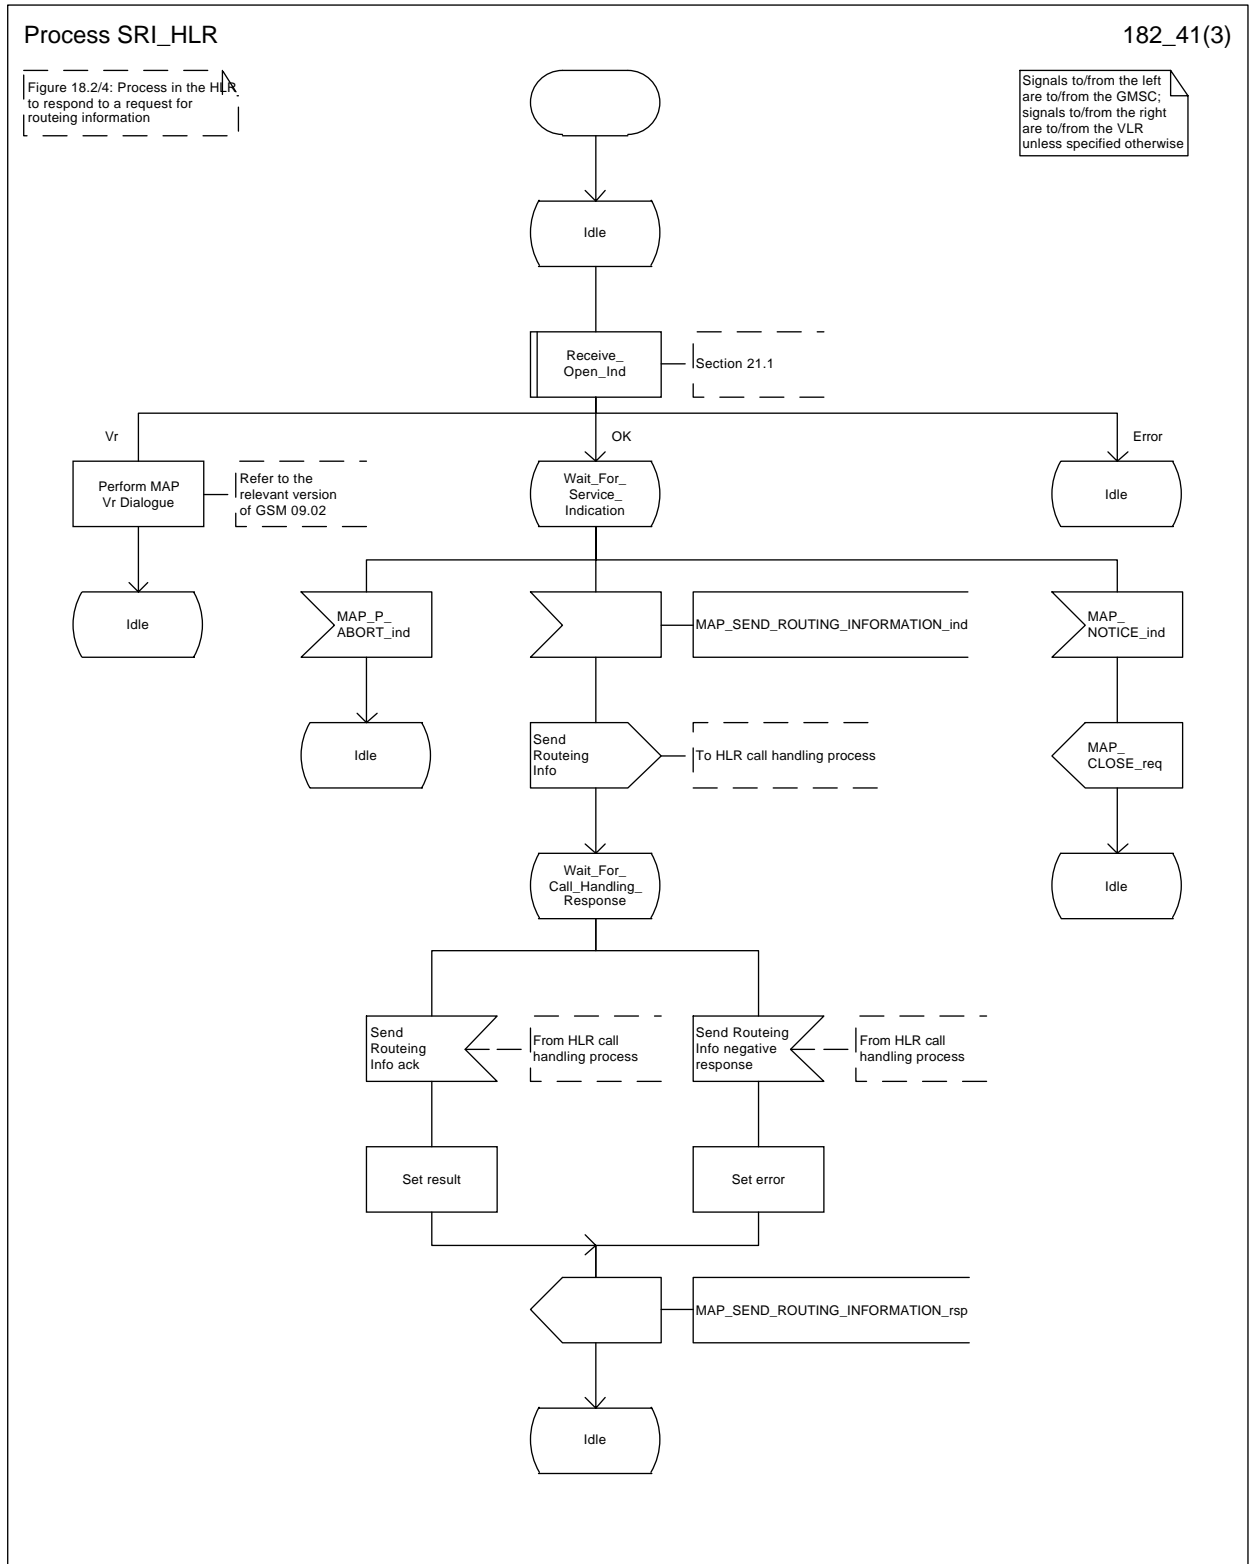 Process SRI_HLR
182_41(3)
Figure 18.2/4: Process in the HLR
to respond to a request for
routeing information
Signals to/from the left
are to/from the GMSC;
signals to/from the right
are to/from the VLR
unless specified otherwise
Idle
Receive_
Open_Ind
Section 21.1
Vr
OK
Error
Perform MAP
Vr Dialogue
Refer to the
relevant version
of GSM 09.02
Wait_For_
Service_
Indication
Idle
Idle
MAP_P_
ABORT_ind
MAP_SEND_ROUTING_INFORMATION_ind
MAP_
NOTICE_ind
Idle
Send
Routeing
Info
To HLR call handling process
MAP_
CLOSE_req
Wait_For_
Call_Handling_
Response
Idle
Send
Routeing
Info ack
From HLR call
handling process
Send Routeing
Info negative
response
From HLR call
handling process
Set result
Set error
MAP_SEND_ROUTING_INFORMATION_rsp
Idle